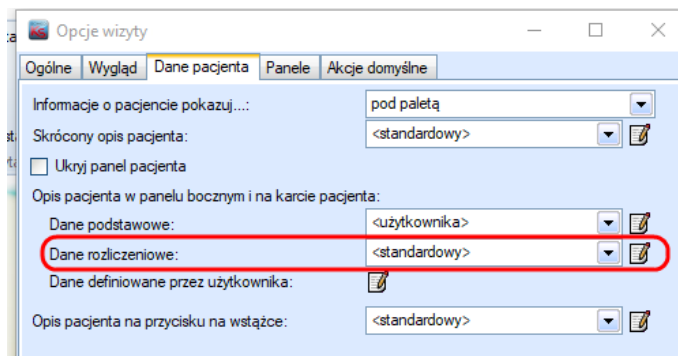 Opcje wizyty
Ogólne Wygląd Dane pacjenta Panele Akcje domyślne
Informacje o pacjencie pokazuj...: pod paletą
Skrócony opis pacjenta: <standardowy>
Ukryj panel pacjenta
Opis pacjenta w panelu bocznym i na karcie pacjenta:
Dane podstawowe: <użytkownika>
Dane rozliczeniowe: <standardowy>
Dane definiowane przez użytkownika:
Opis pacjenta na przycisku na wstążce: <standardowy>